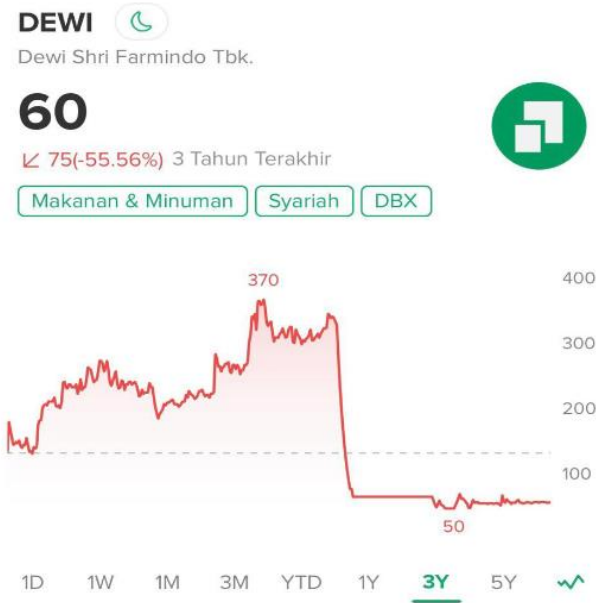 DEWI
Dewi Shri Farmindo Tbk.
60
75(-55.56%) 3 Tahun Terakhir
Makanan & Minuman Syariah DBX
370
400
300
200
100
50
1D 1W 1M 3M YTD 1Y 3Y 5Y